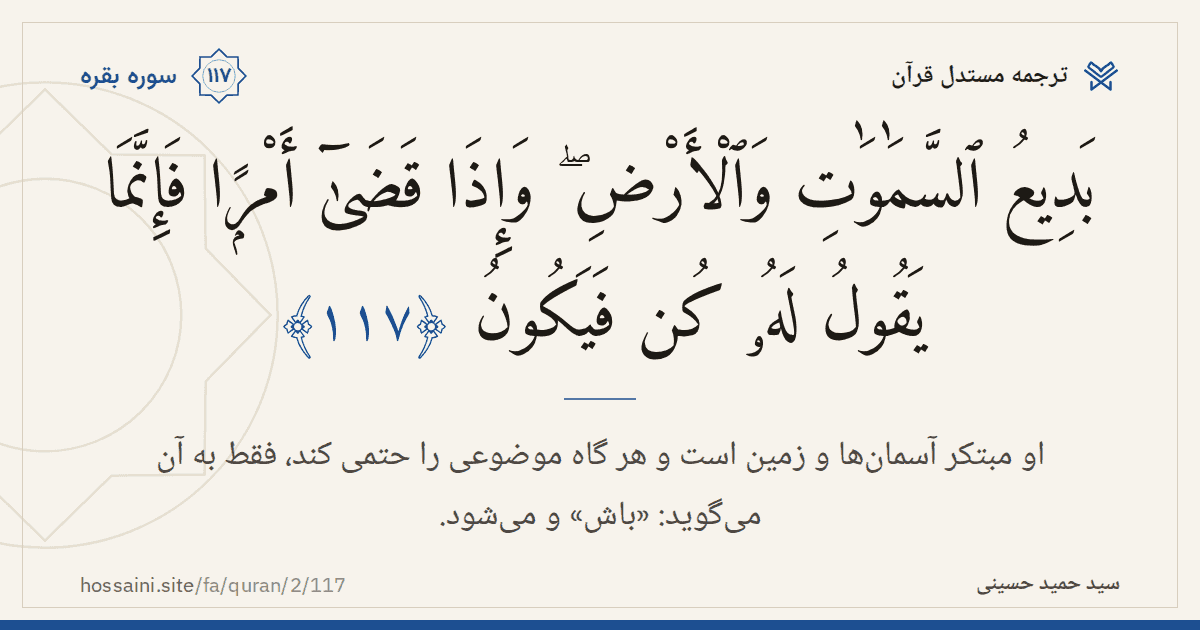 ترجمه مستدل قرآن
۱۱۷ سوره بقره
بَدِيعُ ٱلسَّمَٰوَٰتِ وَٱلْأَرْضِ ۖ وَإِذَا قَضَىٰٓ أَمْرًۭا فَإِنَّمَا
يَقُولُ لَهُۥ كُن فَيَكُونُ ﴿١١٧﴾
او مبتکر آسمان‌ها و زمین است و هر گاه موضوعی را حتمی کند، فقط به آن
می‌گوید: «باش» و می‌شود.
سید حمید حسینی
hossaini.site/fa/quran/2/117